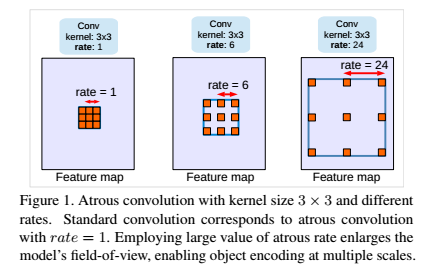 Conv
kernel: 3x3
rate: 1
Conv
kernel: 3x3
rate: 6
Conv
kernel: 3x3
rate: 24
rate = 1
rate = 6
rate = 24
Feature map
Feature map
Feature map
Figure 1. Atrous convolution with kernel size 3 × 3 and different
rates. Standard convolution corresponds to atrous convolution
with rate = 1. Employing large value of atrous rate enlarges the
model's field-of-view, enabling object encoding at multiple scales.